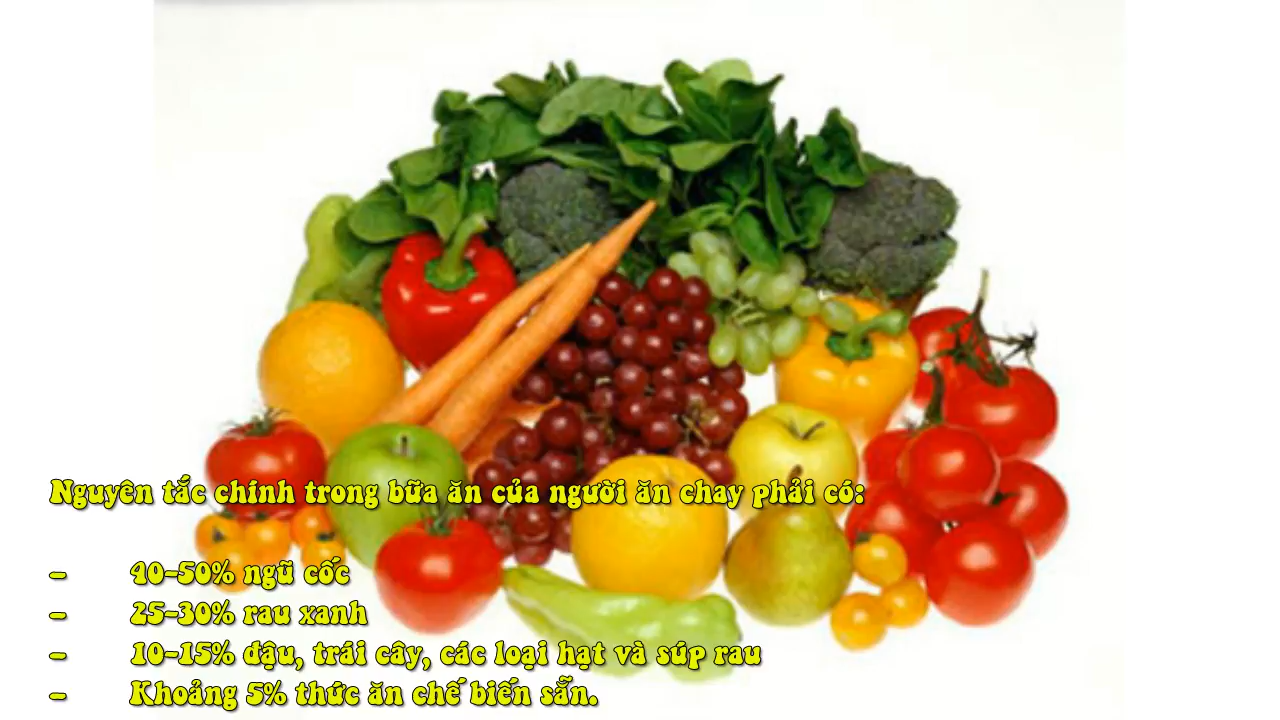 Nguyên tắc chính trong bữa ăn của người ăn chay phải có:
- 40-50% ngũ cốc
- 25-30% rau xanh
- 10-15% đậu, trái cây, các loại hạt và súp rau
- Khoảng 5% thức ăn chế biến sẵn.